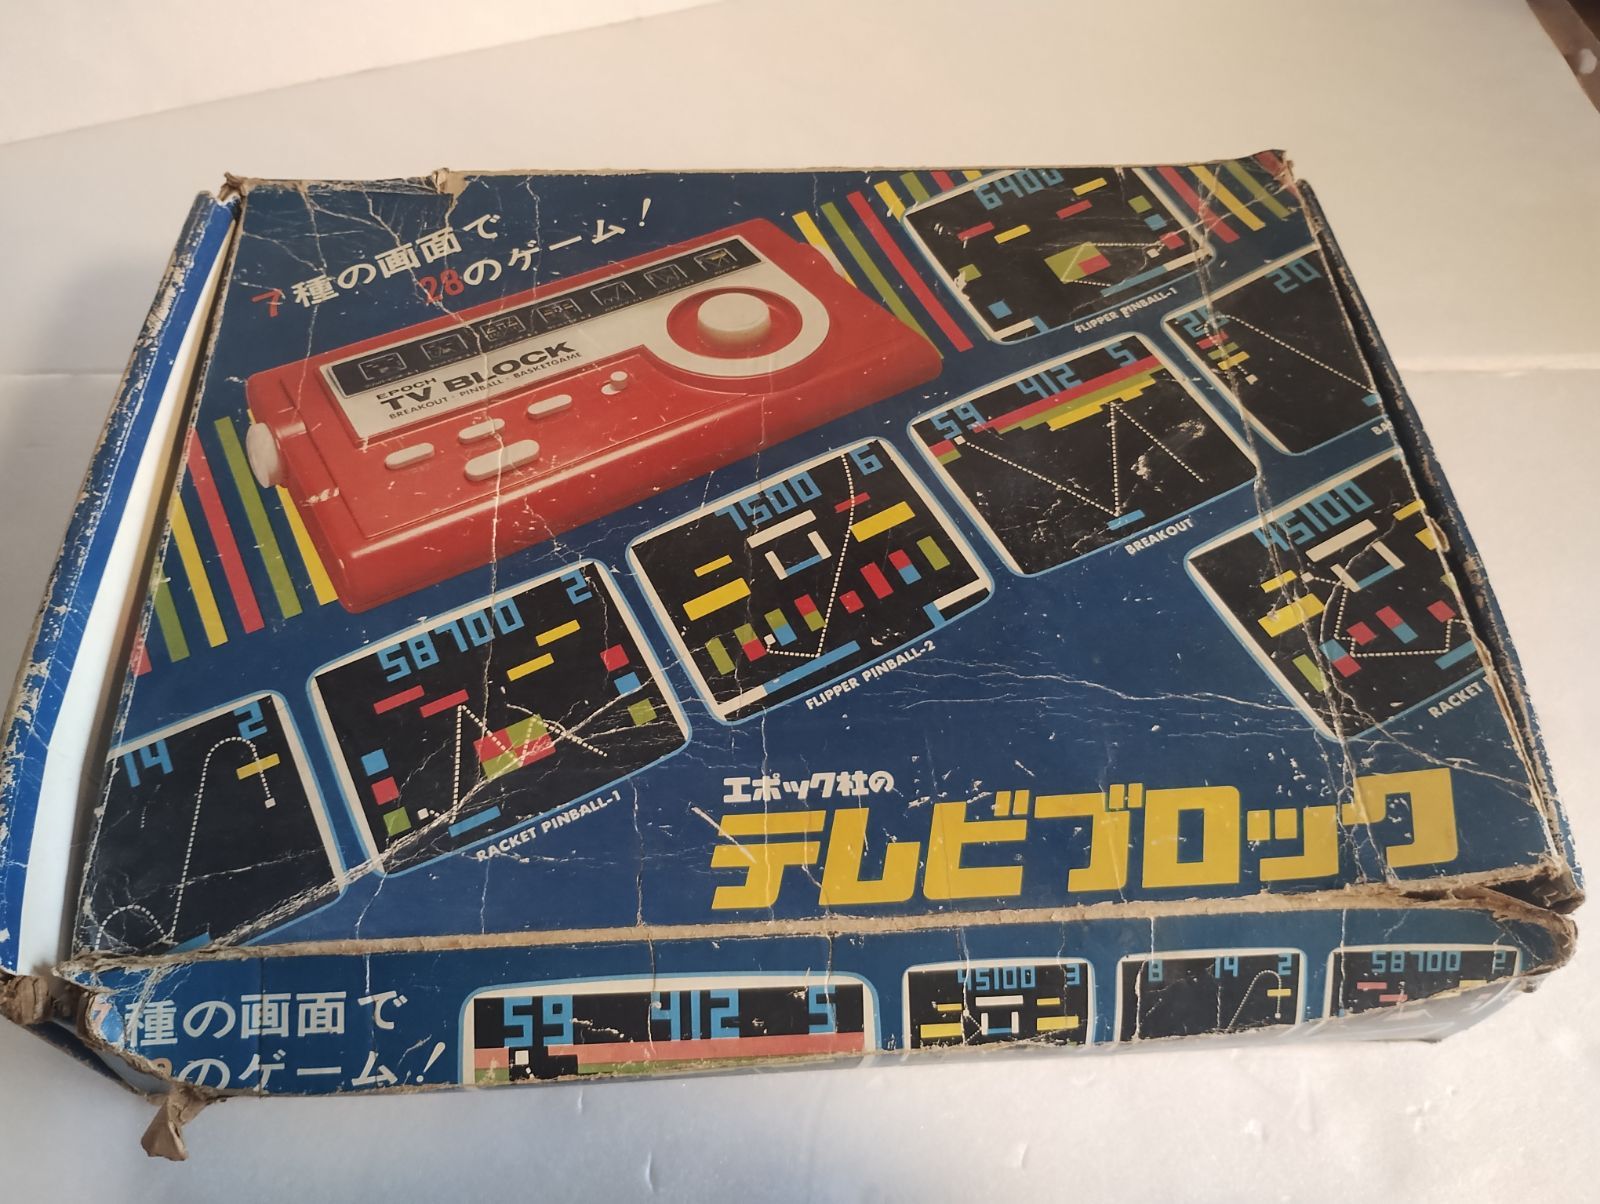 7種の画面で
28のゲーム!
EPOCH
TV BLOCK
BREAKOUT・PINBALL・BASKETGAME
6400
FLIPPER PINBALL-1
20
59 412 5
BREAKOUT
7500 6
FLIPPER PINBALL-2
45100
RACKET
58700 2
RACKET PINBALL-1
14 2
エポック社の
テレビブロック
種の画面で
のゲーム!
59 412 5
45100 3
8 14 2
58700 2